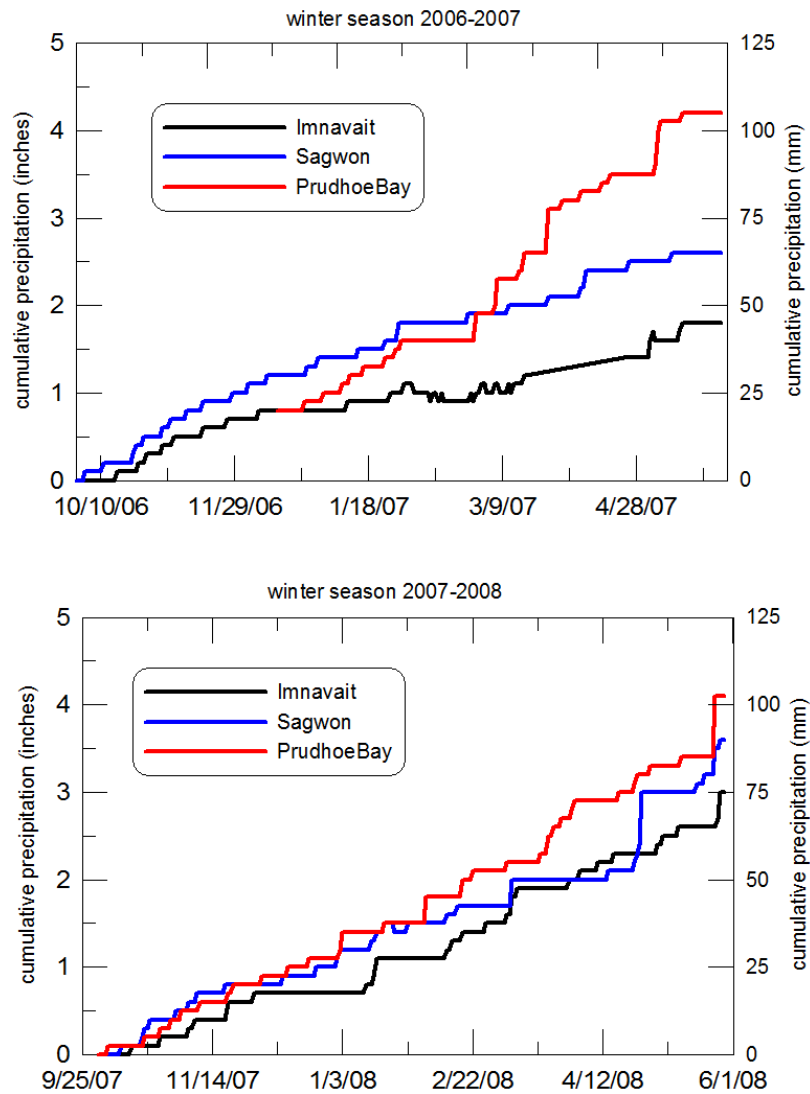 winter season 2006-2007
cumulative precipitation (inches)
5
4
3
2
1
0
Imnavait
Sagwon
PrudhoeBay
125
100
75
50
25
0
cumulative precipitation (mm)
10/10/06 11/29/06 1/18/07 3/9/07 4/28/07
winter season 2007-2008
cumulative precipitation (inches)
5
4
3
2
1
0
Imnavait
Sagwon
PrudhoeBay
125
100
75
50
25
0
cumulative precipitation (mm)
9/25/07 11/14/07 1/3/08 2/22/08 4/12/08 6/1/08